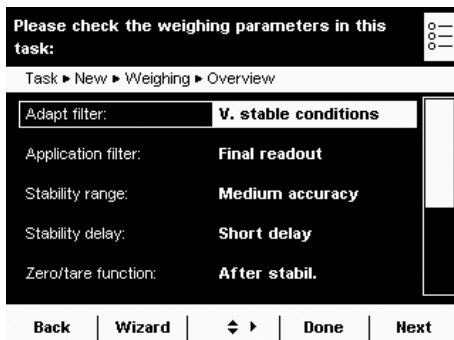 Please check the weighing parameters in this
task:
Task ▸ New ▸ Weighing ▸ Overview
Adapt filter: V. stable conditions
Application filter: Final readout
Stability range: Medium accuracy
Stability delay: Short delay
Zero/tare function: After stabil.
Back Wizard Done Next